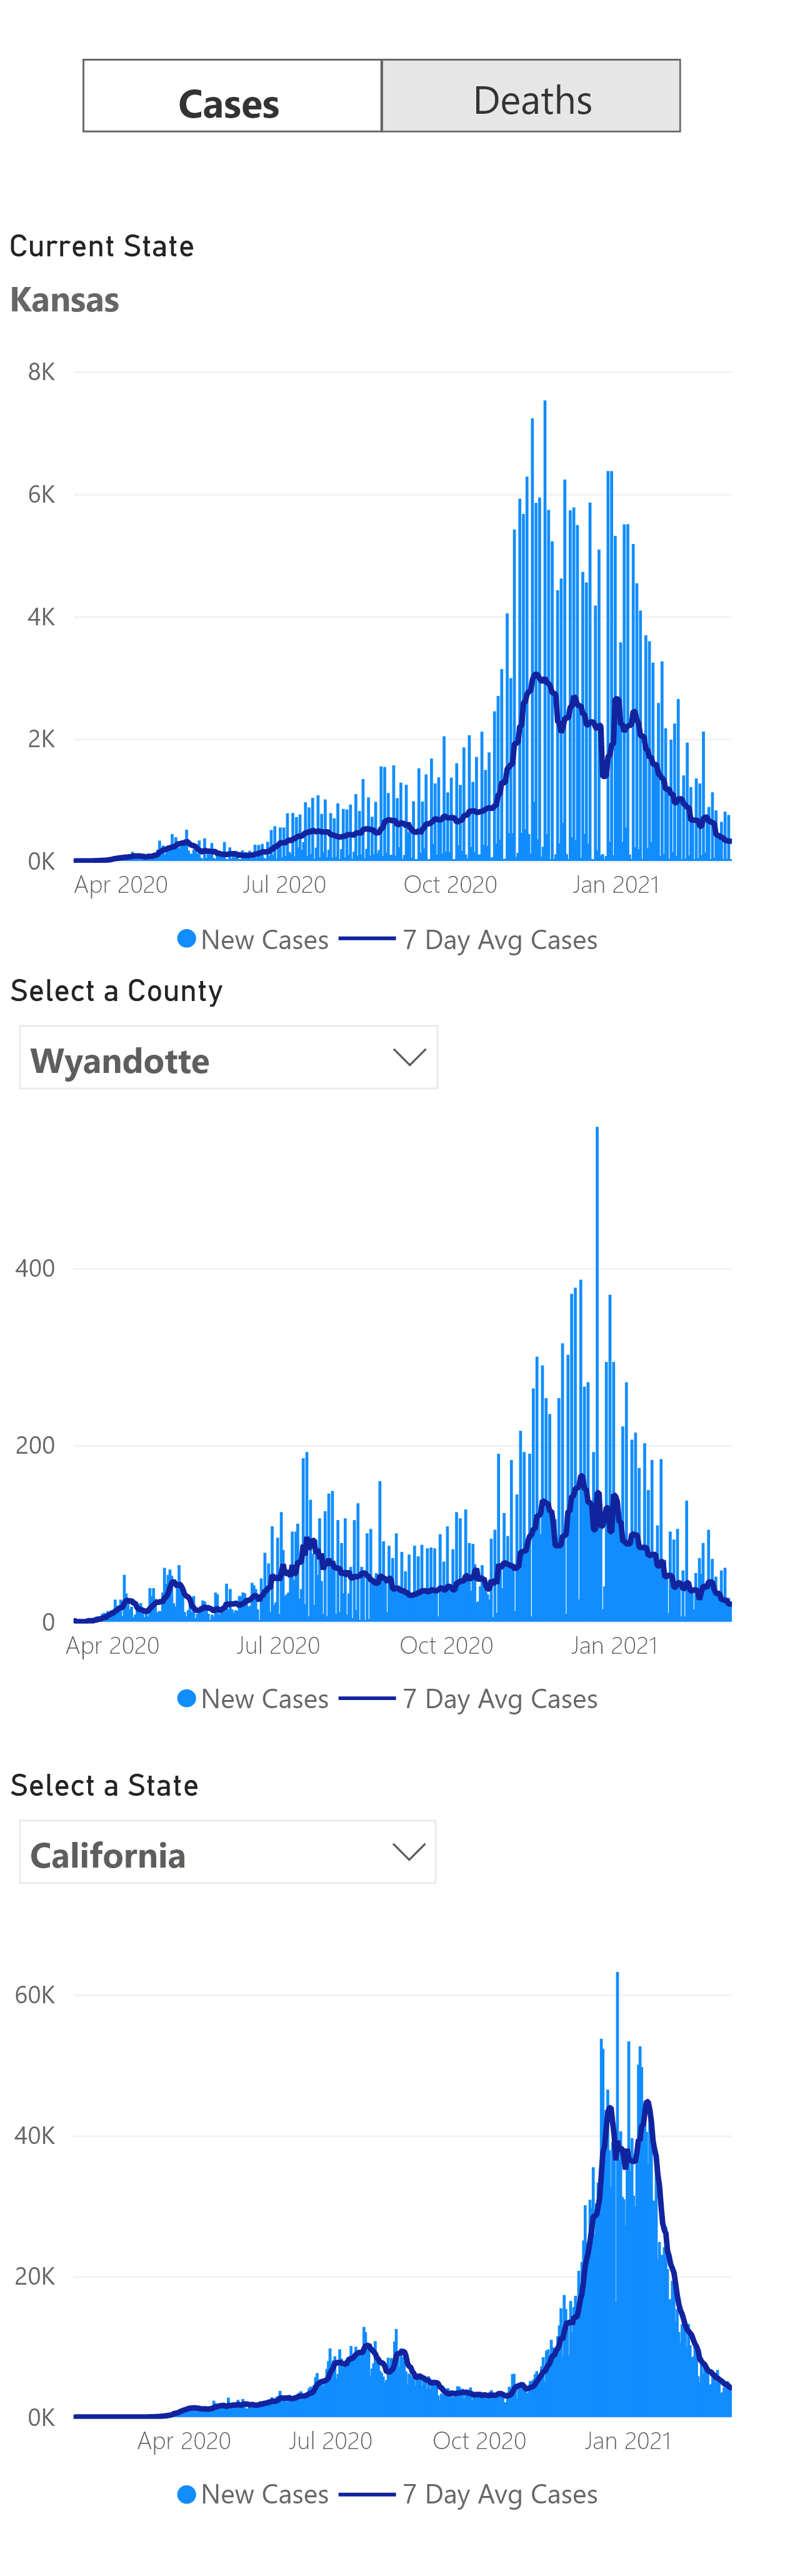 Cases Deaths
Current State
Kansas
8K
6K
4K
2K
0K
Apr 2020 Jul 2020 Oct 2020 Jan 2021
New Cases 7 Day Avg Cases
Select a County
Wyandotte
400
200
0
Apr 2020 Jul 2020 Oct 2020 Jan 2021
New Cases 7 Day Avg Cases
Select a State
California
60K
40K
20K
0K
Apr 2020 Jul 2020 Oct 2020 Jan 2021
New Cases 7 Day Avg Cases